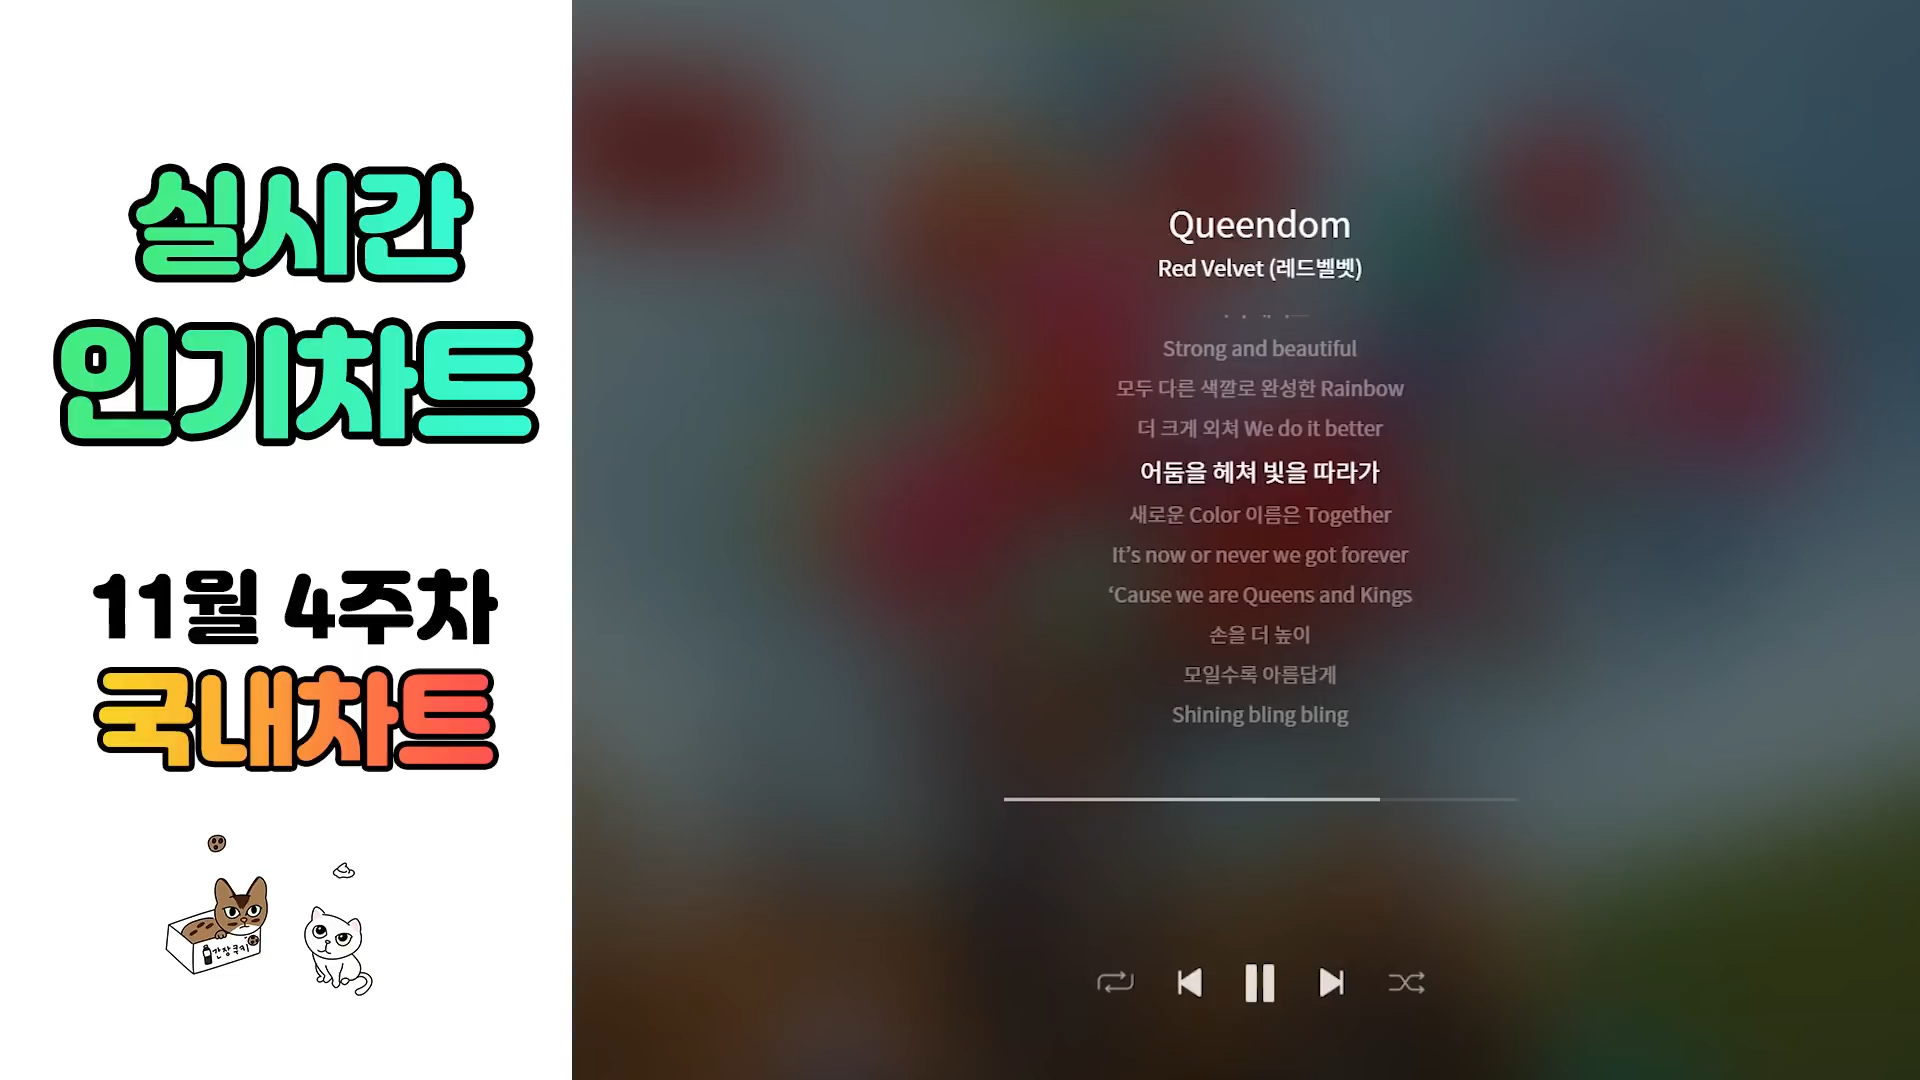 실시간
인기차트
11월 4주차
국내차트
간장쿡키
Queendom
Red Velvet (레드벨벳)
Strong and beautiful
모두 다른 색깔로 완성한 Rainbow
더 크게 외쳐 We do it better
어둠을 헤쳐 빛을 따라가
새로운 Color 이름은 Together
It’s now or never we got forever
‘Cause we are Queens and Kings
손을 더 높이
모일수록 아름답게
Shining bling bling